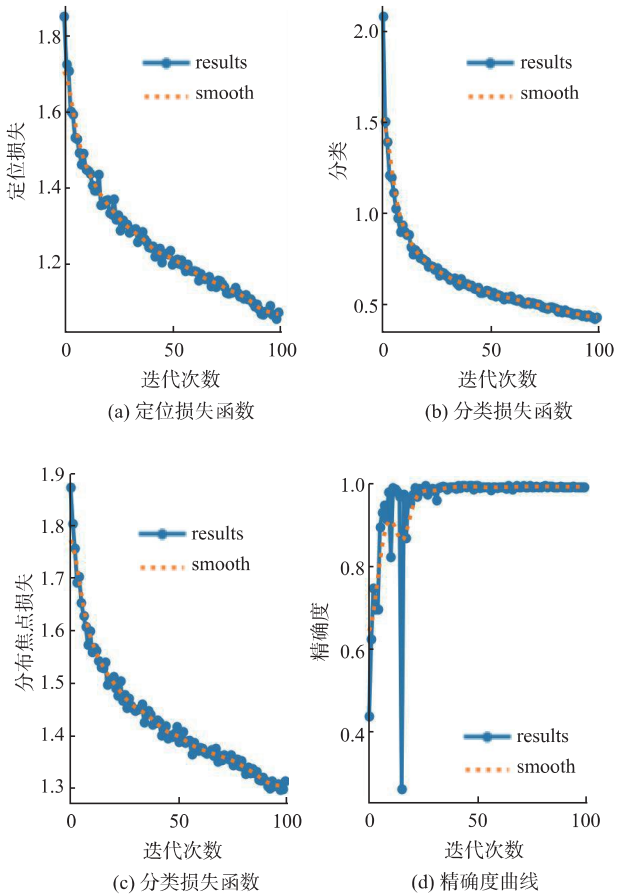 1.8
1.6
1.4
1.2
定位损失
results
smooth
0 50 100
迭代次数
(a) 定位损失函数
2.0
1.5
1.0
0.5
分类
results
smooth
0 50 100
迭代次数
(b) 分类损失函数
1.9
1.8
1.7
1.6
1.5
1.4
1.3
分布焦点损失
results
smooth
0 50 100
迭代次数
(c) 分类损失函数
1.0
0.8
0.6
0.4
精确度
results
smooth
0 50 100
迭代次数
(d) 精确度曲线